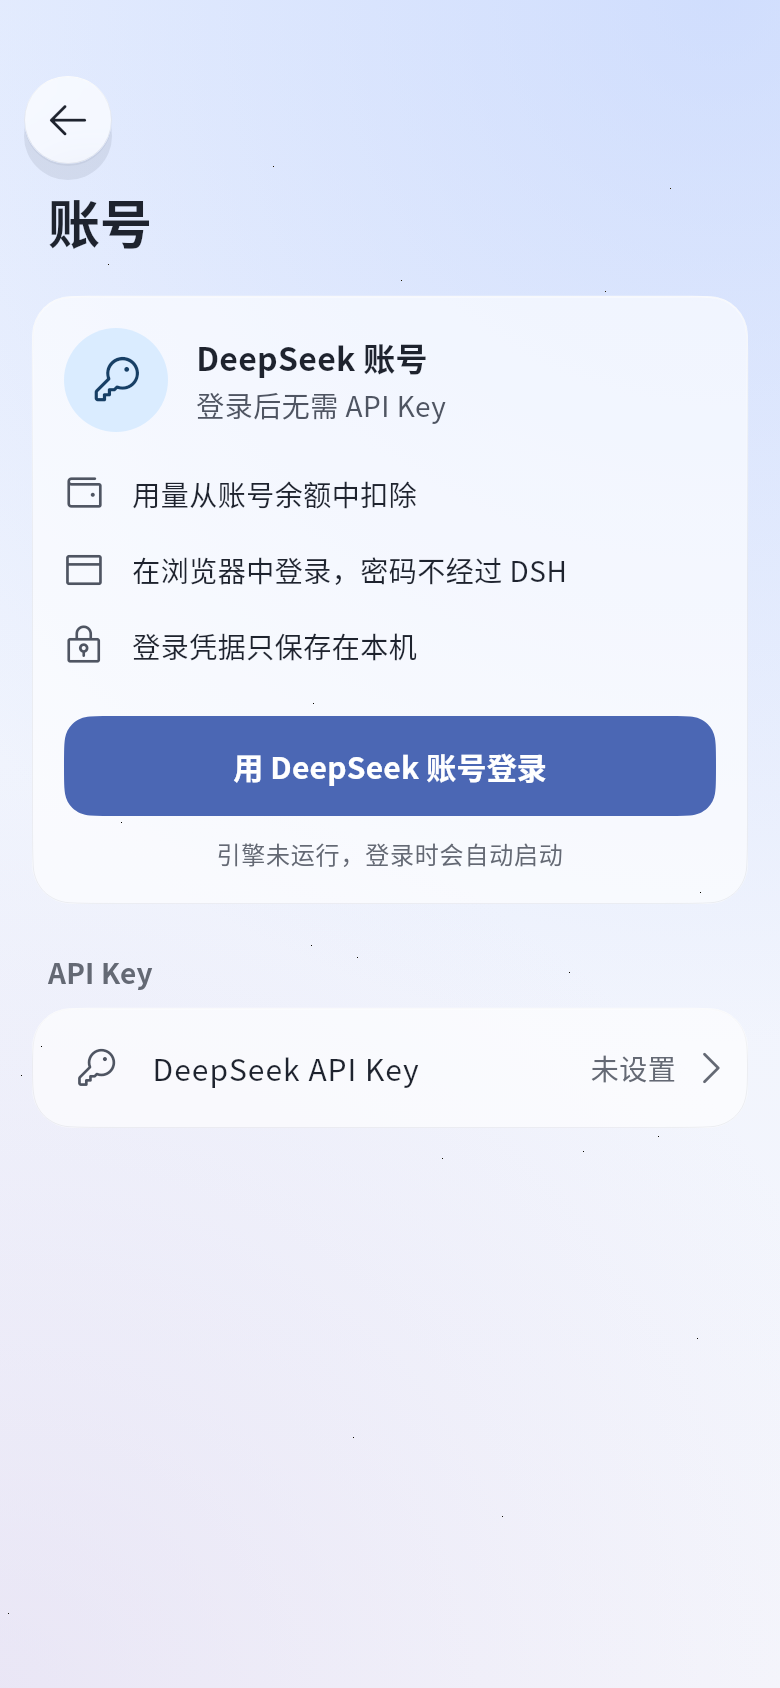 账号
DeepSeek 账号
登录后无需 API Key
用量从账号余额中扣除
在浏览器中登录，密码不经过 DSH
登录凭据只保存在本机
用 DeepSeek 账号登录
引擎未运行，登录时会自动启动
API Key
DeepSeek API Key 未设置